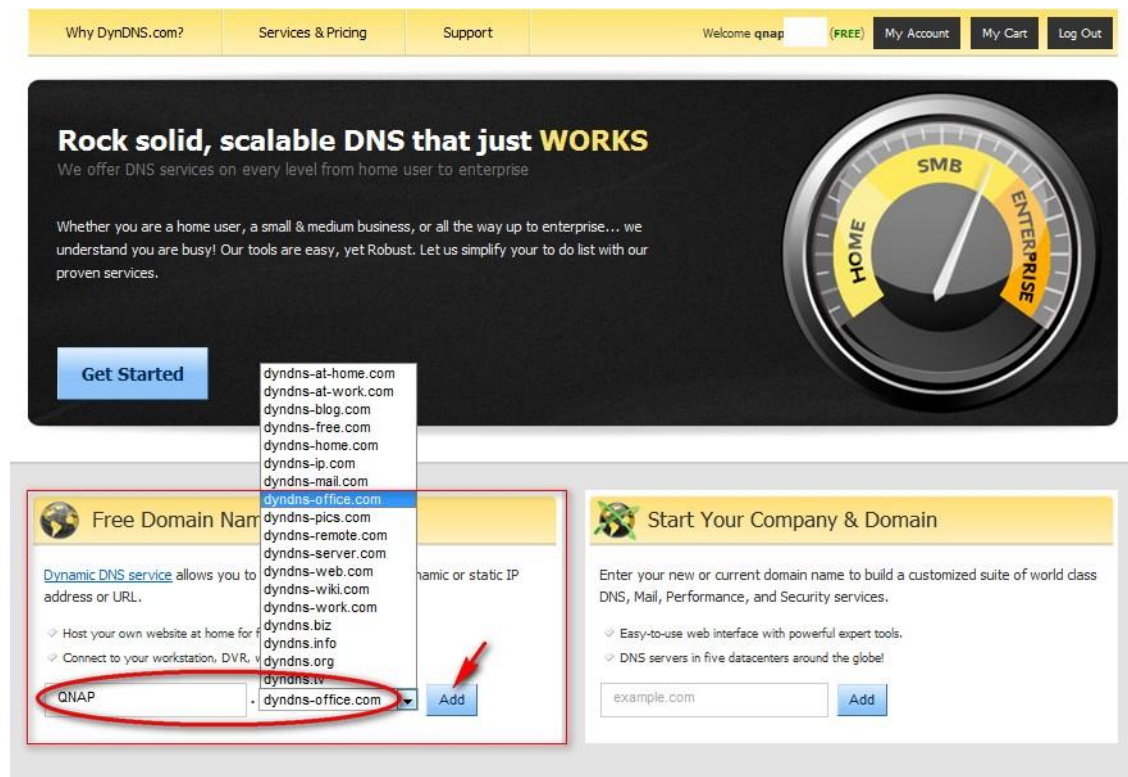 Why DynDNS.com?
Services & Pricing
Support
Welcome qnap
(FREE)
My Account
My Cart
Log Out
Rock solid, scalable DNS that just WORKS
We offer DNS services on every level from home user to enterprise
Whether you are a home user, a small & medium business, or all the way up to enterprise... we
understand you are busy! Our tools are easy, yet Robust. Let us simplify your to do list with our
proven services.
HOME
SMB
ENTERPRISE
Get Started
dyndns-at-home.com
dyndns-at-work.com
dyndns-blog.com
dyndns-free.com
dyndns-home.com
dyndns-ip.com
dyndns-mail.com
dyndns-office.com
dyndns-pics.com
dyndns-remote.com
dyndns-server.com
dyndns-web.com
dyndns-wiki.com
dyndns-work.com
dyndns.biz
dyndns.info
dyndns.org
dyndns.tv
Free Domain Nam
Dynamic DNS service allows you to
namic or static IP
address or URL.
Host your own website at home for f
Connect to your workstation, DVR,
QNAP
. dyndns-office.com
Add
Start Your Company & Domain
Enter your new or current domain name to build a customized suite of world class
DNS, Mail, Performance, and Security services.
Easy-to-use web interface with powerful expert tools.
DNS servers in five datacenters around the globe!
example.com
Add